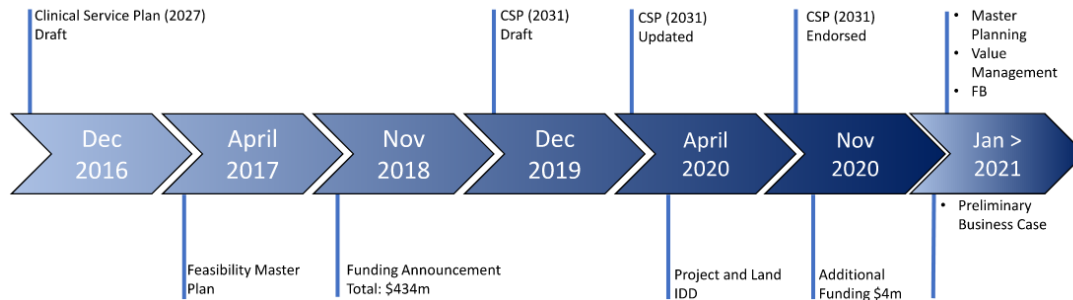 Clinical Service Plan (2027)
Draft
CSP (2031)
Draft
CSP (2031)
Updated
CSP (2031)
Endorsed
• Master
Planning
• Value
Management
• FB
Dec
2016
April
2017
Nov
2018
Dec
2019
April
2020
Nov
2020
Jan >
2021
Feasibility Master
Plan
Funding Announcement
Total: $434m
Project and Land
IDD
Additional
Funding $4m
• Preliminary
Business Case